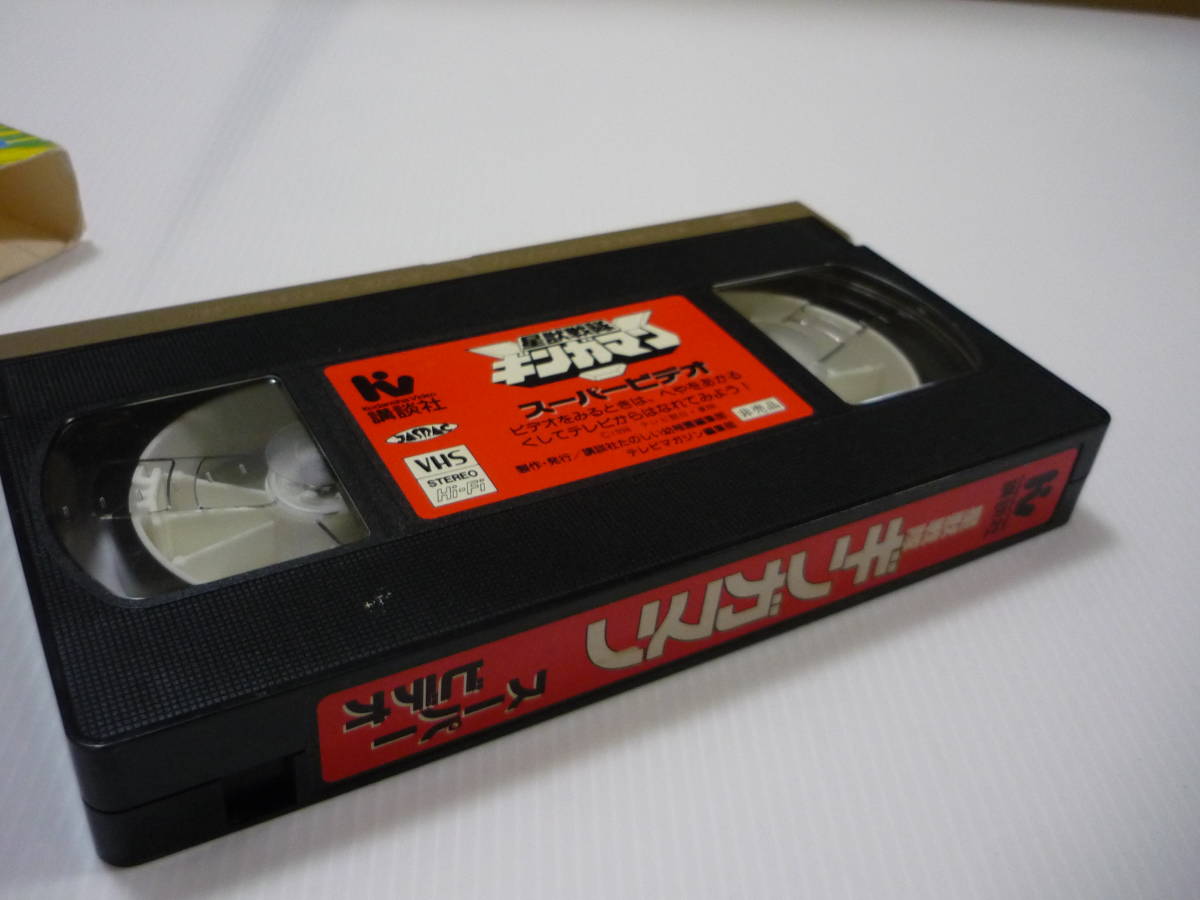 Kodansha Video
講談社
JASRAC
VHS
STEREO
Hi-Fi
星獣戦隊
ギンガマン
スーパービデオ
ビデオをみるときは、へやをあかる
くしてテレビからはなれてみよう！
非売品
製作・発行／講談社たのしい幼稚園編集部
テレビマガジン編集部
講談社
星獣戦隊
ギンガマン
スーパー
ビデオ